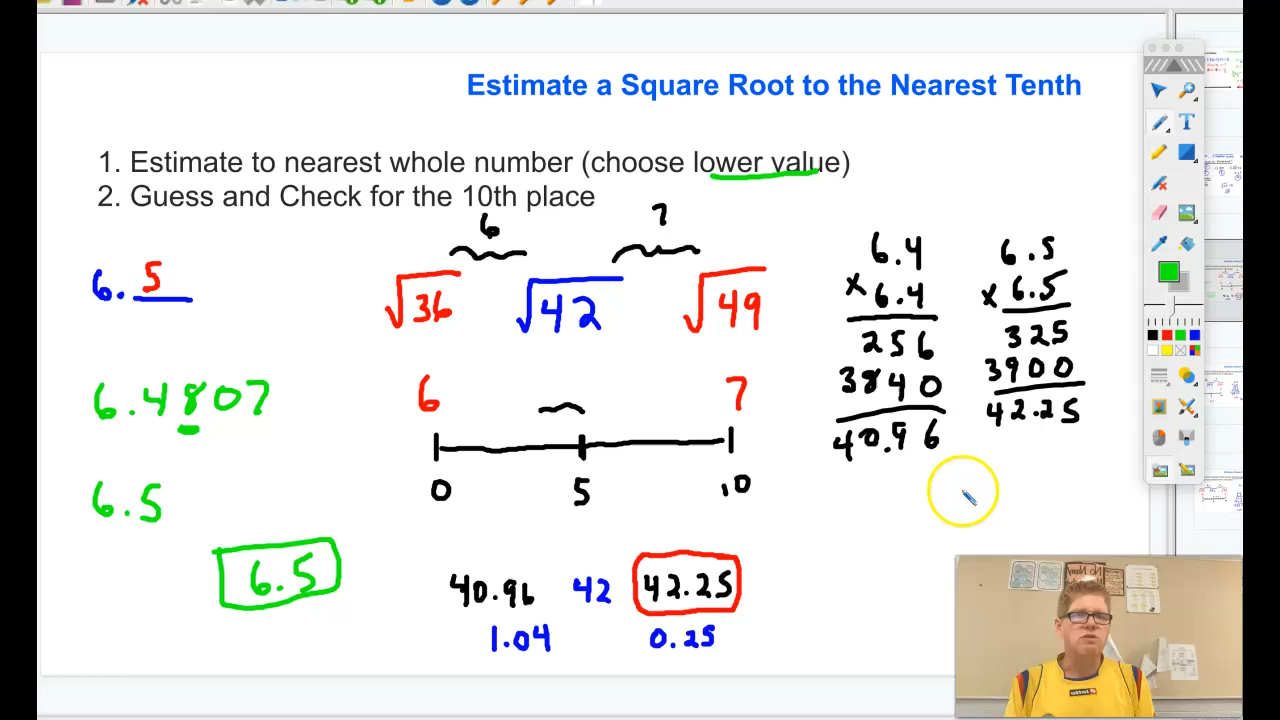 Estimate a Square Root to the Nearest Tenth
1. Estimate to nearest whole number (choose lower value)
2. Guess and Check for the 10th place
6 7
6.5
√36 √42 √49
6.4 6.5
x 6.4 x 6.5
256 325
3840 3900
40.96 42.25
6.4807
6 7
0 5 10
6.5
6.5
40.96 42 42.25
1.04 0.25
T